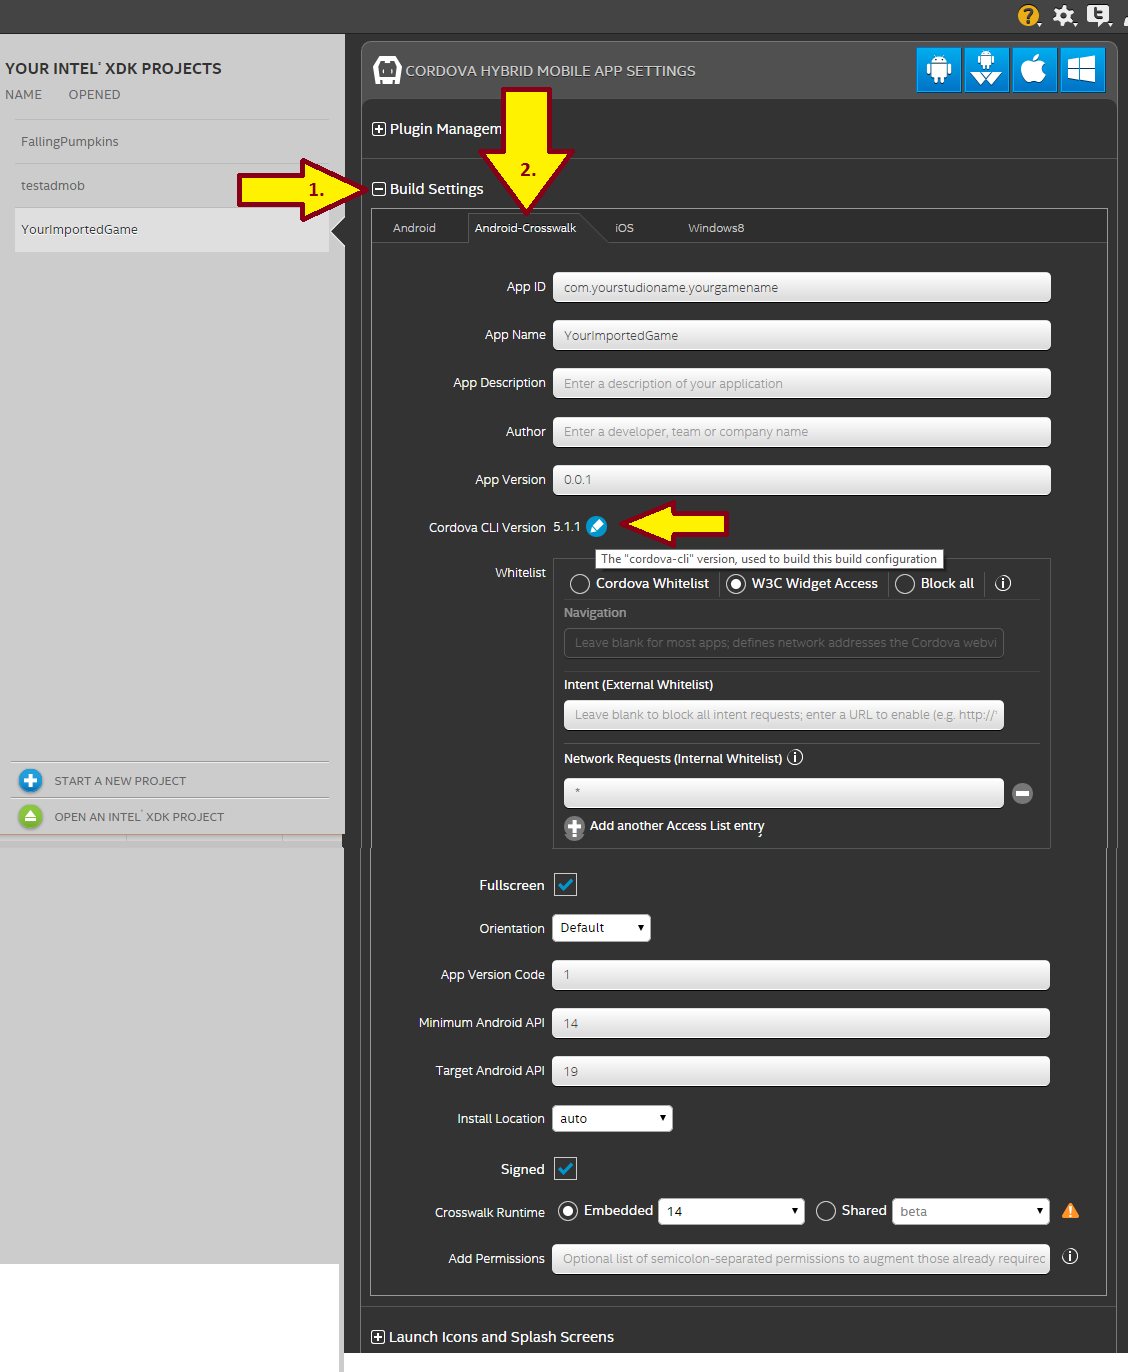 YOUR INTEL® XDK PROJECTS
NAME OPENED
FallingPumpkins
testadmob
YourImportedGame
START A NEW PROJECT
OPEN AN INTEL® XDK PROJECT
CORDOVA HYBRID MOBILE APP SETTINGS
Plugin Managem
2.
1.
Build Settings
Android Android-Crosswalk iOS Windows8
App ID com.yourstudioname.yourgamename
App Name YourImportedGame
App Description Enter a description of your application
Author Enter a developer, team or company name
App Version 0.0.1
Cordova CLI Version 5.1.1
The "cordova-cli" version, used to build this build configuration
Whitelist
Cordova Whitelist W3C Widget Access Block all
Navigation
Leave blank for most apps; defines network addresses the Cordova webvi
Intent (External Whitelist)
Leave blank to block all intent requests; enter a URL to enable (e.g. http://
Network Requests (Internal Whitelist)
*
Add another Access List entry
Fullscreen
Orientation Default
App Version Code 1
Minimum Android API 14
Target Android API 19
Install Location auto
Signed
Crosswalk Runtime Embedded 14 Shared beta
Add Permissions Optional list of semicolon-separated permissions to augment those already required
Launch Icons and Splash Screens